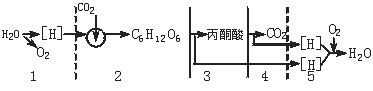 CO₂
H₂O → [H] → C₆H₁₂O₆ → 丙酮酸 → CO₂ → [H] O₂
O₂ [H] → H₂O
1 2 3 4 5